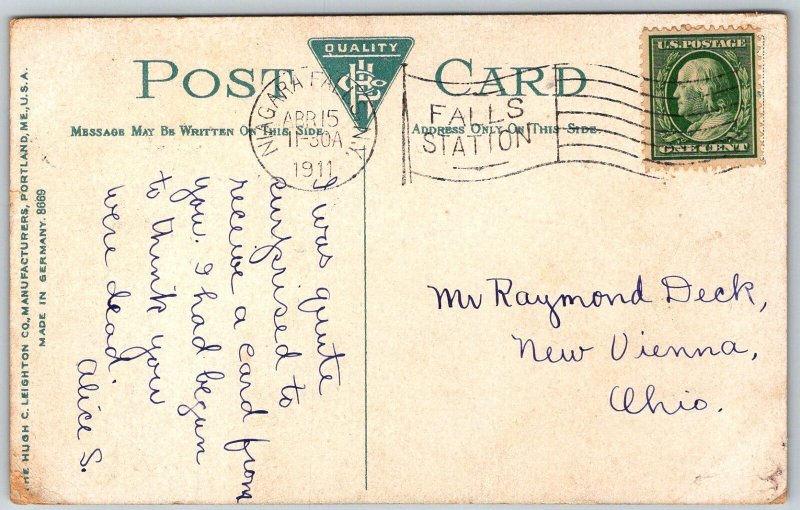 POST CARD
QUALITY
MESSAGE MAY BE WRITTEN ON THIS SIDE.
ADDRESS ONLY ON THIS SIDE.
NIAGARA FALLS, N.Y.
APR 15
11-30A
1911
FALLS
STATION
U.S. POSTAGE
ONE CENT
I was quite
surprised to
receive a card from
you. I had begun
to think you
were dead.
Alice S.
Mr Raymond Deck,
New Vienna,
Ohio.
THE HUGH C. LEIGHTON CO., MANUFACTURERS, PORTLAND, ME., U.S.A.
MADE IN GERMANY. 8669